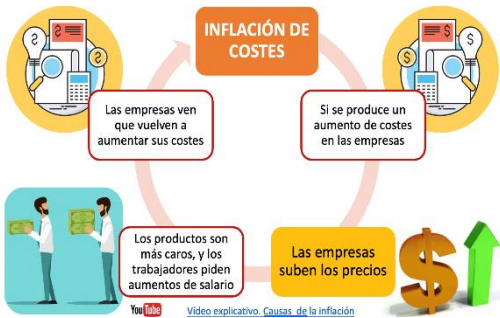 INFLACIÓN DE
COSTES
Si se produce un
aumento de costes
en las empresas
Las empresas
suben los precios
Los productos son
más caros, y los
trabajadores piden
aumentos de salario
Las empresas ven
que vuelven a
aumentar sus costes
YouTube
Vídeo explicativo. Causas de la inflación